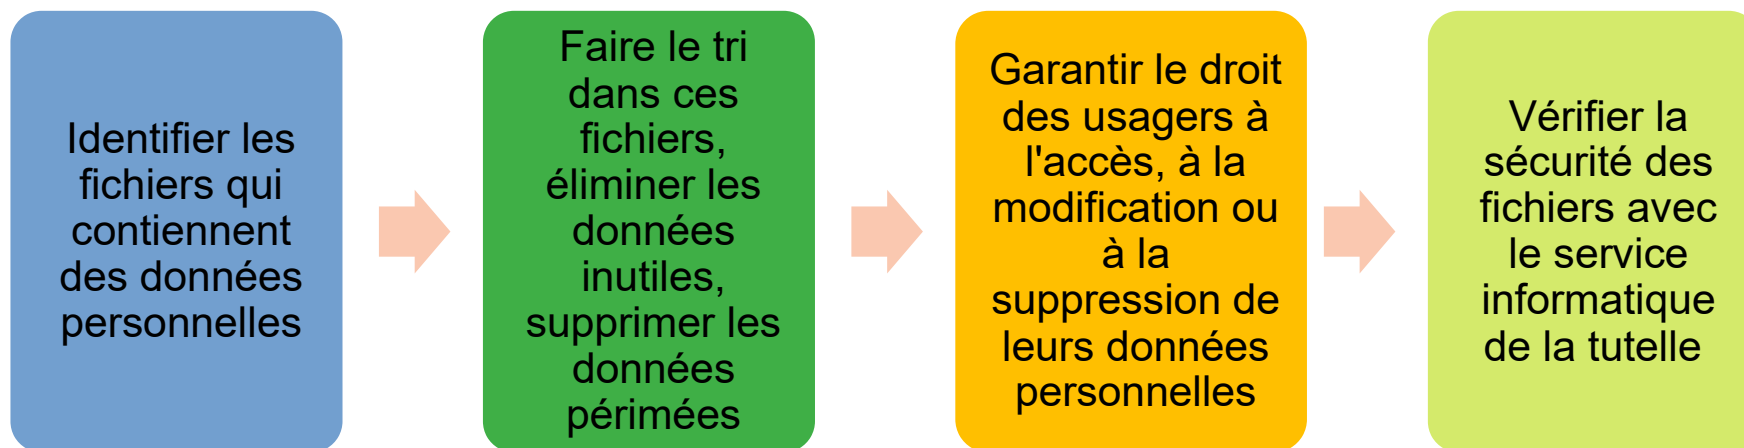 Identifier les
fichiers qui
contiennent
des données
personnelles
Faire le tri
dans ces
fichiers,
éliminer les
données
inutiles,
supprimer les
données
périmées
Garantir le droit
des usagers à
l'accès, à la
modification ou
à la
suppression de
leurs données
personnelles
Vérifier la
sécurité des
fichiers avec
le service
informatique
de la tutelle